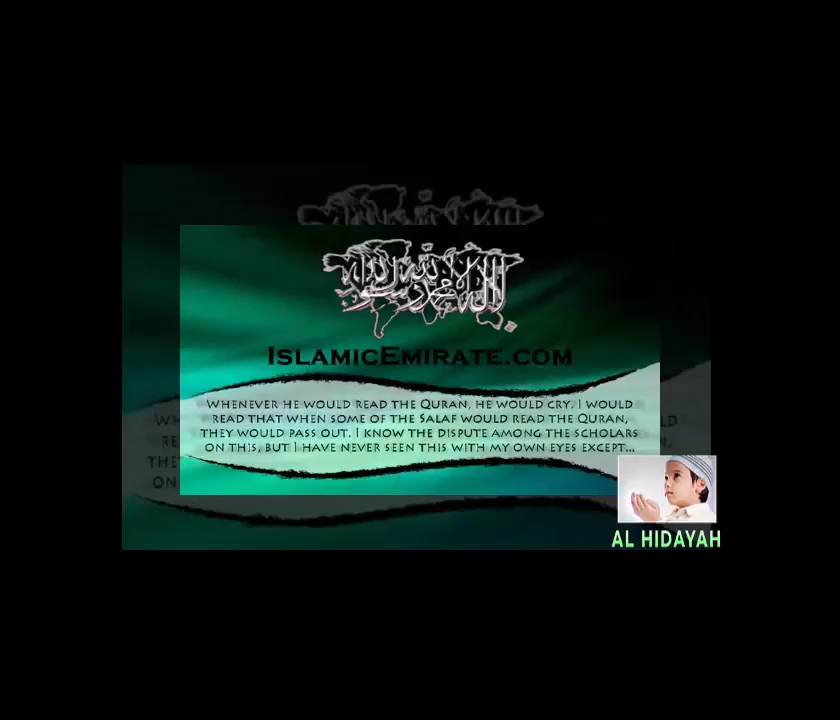 IslamicEmirate.com
Whenever he would read the Quran, he would cry. I would
read that when some of the Salaf would read the Quran,
they would pass out. I know the dispute among the scholars
on this, but I have never seen this with my own eyes except...
AL HIDAYAH